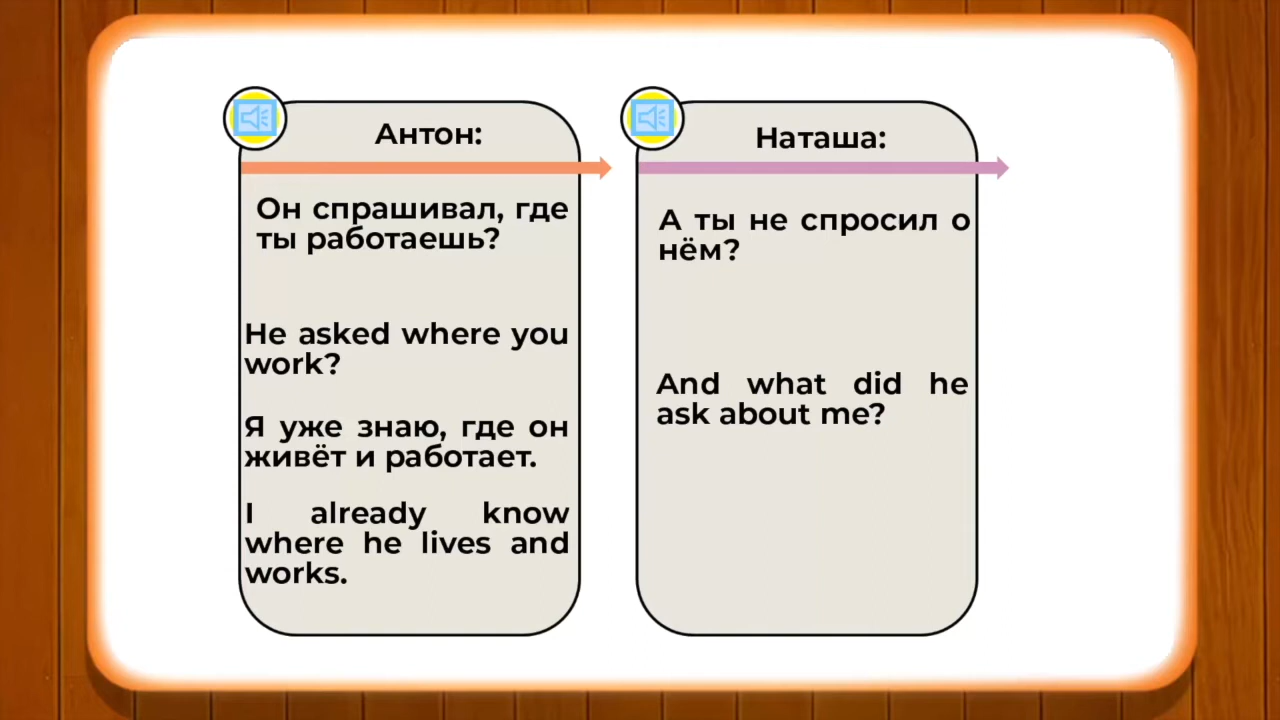 Антон:
Он спрашивал, где
ты работаешь?
He asked where you
work?
Я уже знаю, где он
живёт и работает.
I already know
where he lives and
works.
Наташа:
А ты не спросил о
нём?
And what did he
ask about me?